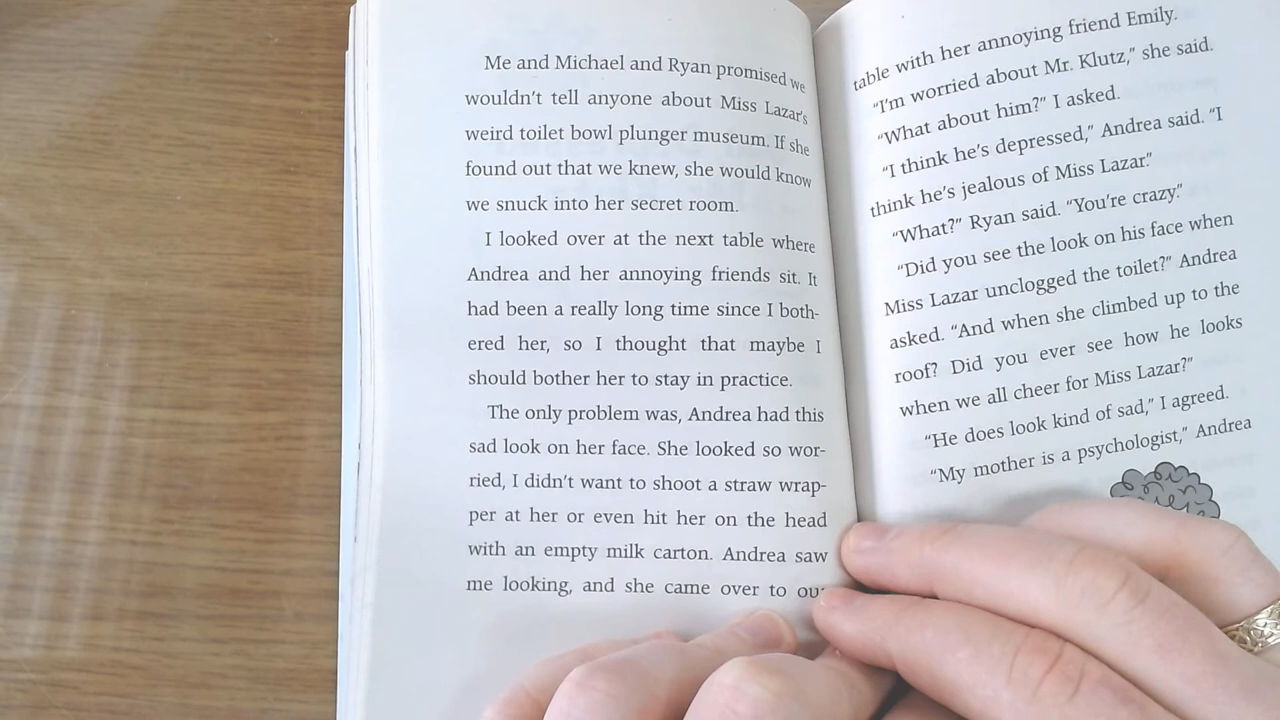 Me and Michael and Ryan promised we
wouldn't tell anyone about Miss Lazar's
weird toilet bowl plunger museum. If she
found out that we knew, she would know
we snuck into her secret room.
I looked over at the next table where
Andrea and her annoying friends sit. It
had been a really long time since I both-
ered her, so I thought that maybe I
should bother her to stay in practice.
The only problem was, Andrea had this
sad look on her face. She looked so wor-
ried, I didn't want to shoot a straw wrap-
per at her or even hit her on the head
with an empty milk carton. Andrea saw
me looking, and she came over to our
table with her annoying friend Emily.
“I'm worried about Mr. Klutz,” she said.
“What about him?” I asked.
“I think he's depressed,” Andrea said. “I
think he's jealous of Miss Lazar.”
“What?” Ryan said. “You're crazy.”
“Did you see the look on his face when
Miss Lazar unclogged the toilet?” Andrea
asked. “And when she climbed up to the
roof? Did you ever see how he looks
when we all cheer for Miss Lazar?”
“He does look kind of sad,” I agreed.
“My mother is a psychologist,” Andrea